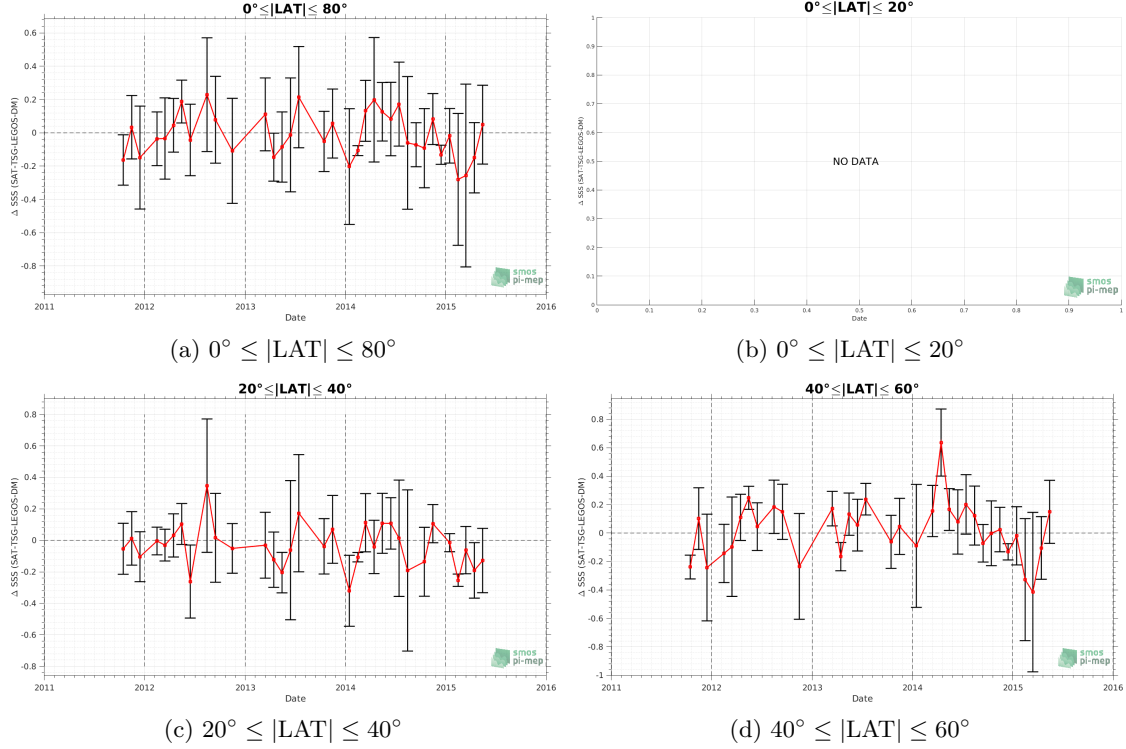 0°≤|LAT|≤ 80°
Δ SSS (SAT-TSG-LEGOS-DM)
0.6
0.4
0.2
0
-0.2
-0.4
-0.6
-0.8
2011 2012 2013 2014 2015 2016
Date
smos
pi-mep
(a) 0° ≤ |LAT| ≤ 80°
0°≤|LAT|≤ 20°
Δ SSS (SAT-TSG-LEGOS-DM)
1
0.9
0.8
0.7
0.6
0.5
0.4
0.3
0.2
0.1
0
NO DATA
0 0.1 0.2 0.3 0.4 0.5 0.6 0.7 0.8 0.9 1
Date
smos
pi-mep
(b) 0° ≤ |LAT| ≤ 20°
20°≤|LAT|≤ 40°
Δ SSS (SAT-TSG-LEGOS-DM)
0.8
0.6
0.4
0.2
0
-0.2
-0.4
-0.6
-0.8
2011 2012 2013 2014 2015 2016
Date
smos
pi-mep
(c) 20° ≤ |LAT| ≤ 40°
40°≤|LAT|≤ 60°
Δ SSS (SAT-TSG-LEGOS-DM)
0.8
0.6
0.4
0.2
0
-0.2
-0.4
-0.6
-0.8
-1
2011 2012 2013 2014 2015 2016
Date
smos
pi-mep
(d) 40° ≤ |LAT| ≤ 60°